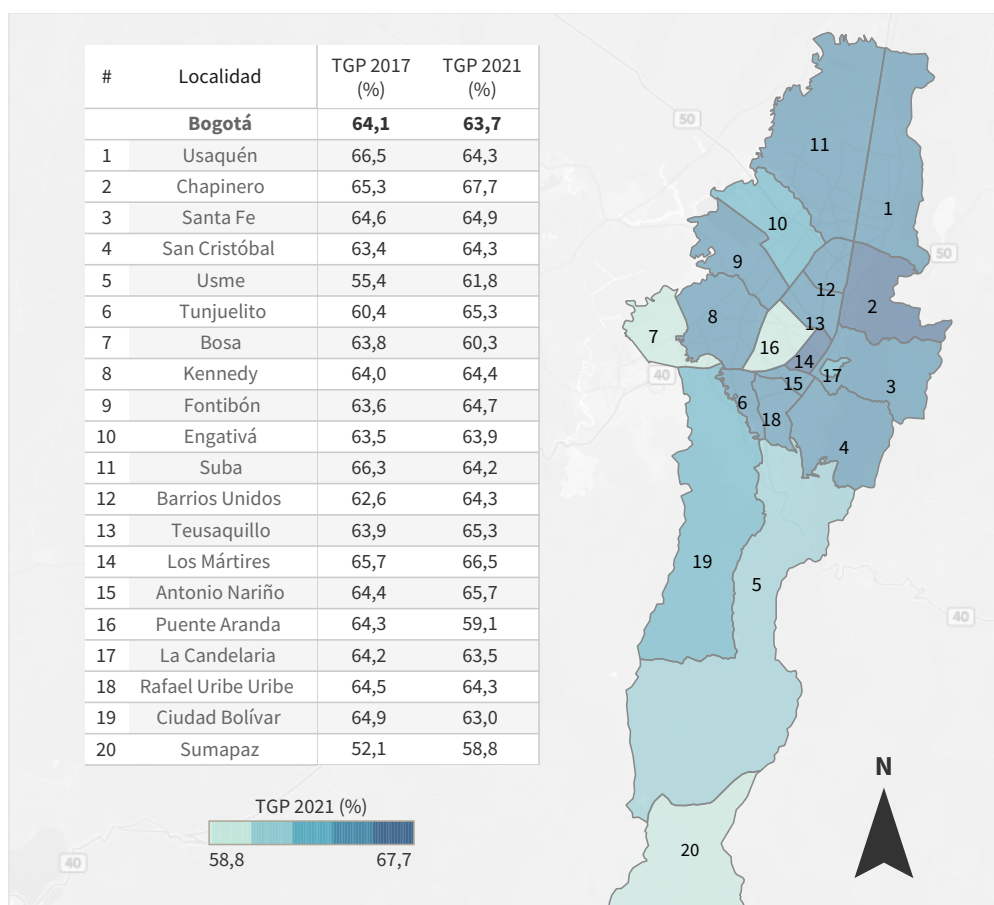 # Localidad TGP 2017 (%) TGP 2021 (%)
Bogotá 64,1 63,7
1 Usaquén 66,5 64,3
2 Chapinero 65,3 67,7
3 Santa Fe 64,6 64,9
4 San Cristóbal 63,4 64,3
5 Usme 55,4 61,8
6 Tunjuelito 60,4 65,3
7 Bosa 63,8 60,3
8 Kennedy 64,0 64,4
9 Fontibón 63,6 64,7
10 Engativá 63,5 63,9
11 Suba 66,3 64,2
12 Barrios Unidos 62,6 64,3
13 Teusaquillo 63,9 65,3
14 Los Mártires 65,7 66,5
15 Antonio Nariño 64,4 65,7
16 Puente Aranda 64,3 59,1
17 La Candelaria 64,2 63,5
18 Rafael Uribe Uribe 64,5 64,3
19 Ciudad Bolívar 64,9 63,0
20 Sumapaz 52,1 58,8
TGP 2021 (%)
58,8 67,7
40
50
11
1
10
50
9
12
2
8
13
7
16
14
40
17
15
3
6
18
4
19
5
40
N
20